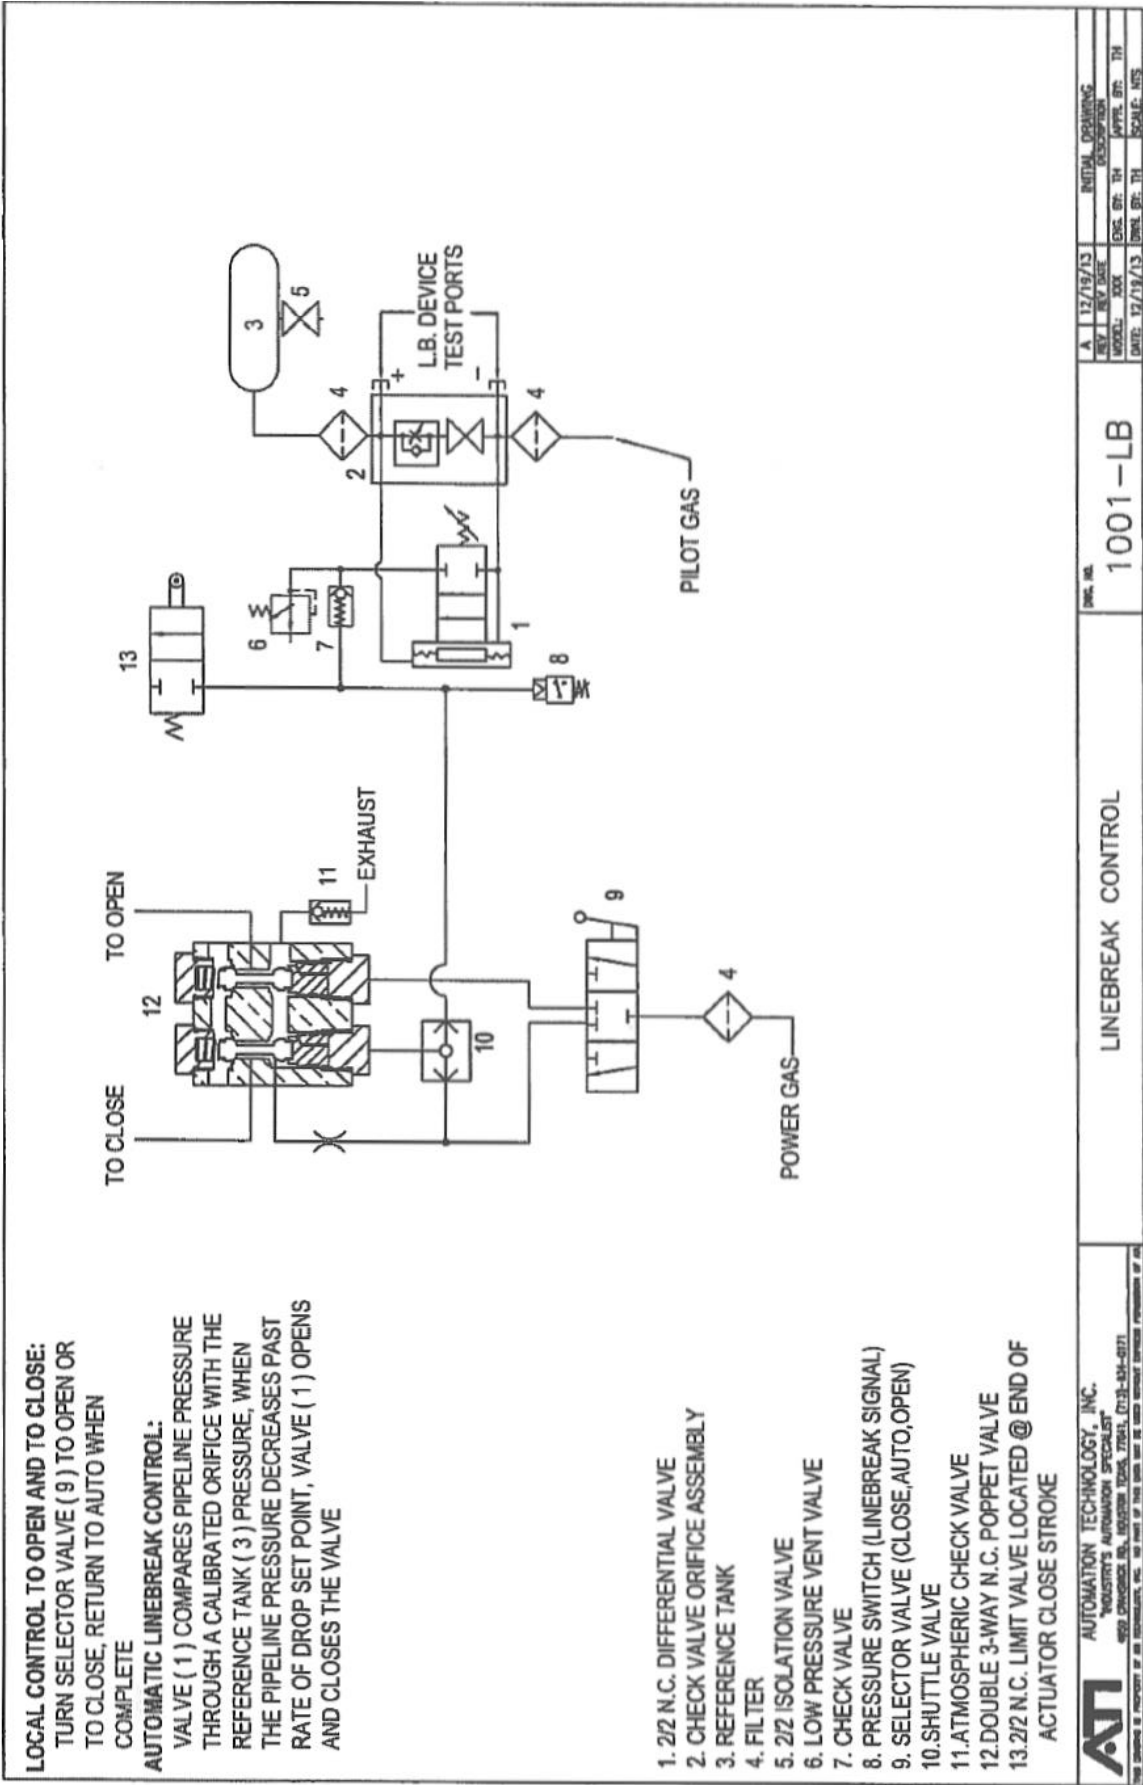 LOCAL CONTROL TO OPEN AND TO CLOSE:
TURN SELECTOR VALVE ( 9 ) TO OPEN OR
TO CLOSE, RETURN TO AUTO WHEN
COMPLETE
AUTOMATIC LINEBREAK CONTROL:
VALVE ( 1 ) COMPARES PIPELINE PRESSURE
THROUGH A CALIBRATED ORIFICE WITH THE
REFERENCE TANK ( 3 ) PRESSURE, WHEN
THE PIPELINE PRESSURE DECREASES PAST
RATE OF DROP SET POINT, VALVE ( 1 ) OPENS
AND CLOSES THE VALVE
TO CLOSE
12
TO OPEN
13
11
EXHAUST
10
9
4
POWER GAS
6
7
8
1
3
5
4
2
+
-
L.B. DEVICE
TEST PORTS
4
PILOT GAS
1. 2/2 N.C. DIFFERENTIAL VALVE
2. CHECK VALVE ORIFICE ASSEMBLY
3. REFERENCE TANK
4. FILTER
5. 2/2 ISOLATION VALVE
6. LOW PRESSURE VENT VALVE
7. CHECK VALVE
8. PRESSURE SWITCH (LINEBREAK SIGNAL)
9. SELECTOR VALVE (CLOSE,AUTO,OPEN)
10.SHUTTLE VALVE
11.ATMOSPHERIC CHECK VALVE
12.DOUBLE 3-WAY N.C. POPPET VALVE
13.2/2 N.C. LIMIT VALVE LOCATED @ END OF
ACTUATOR CLOSE STROKE
ATI
AUTOMATION TECHNOLOGY, INC.
"INDUSTRY'S AUTOMATION SPECIALIST"
LINEBREAK CONTROL
DWG. NO.
1001-LB
A 12/19/13 INITIAL DRAWING
REV REV DATE DESCRIPTION
MODEL: XXX ENG. BY: TH APPR. BY: TH
DATE: 12/19/13 DWN. BY: TH SCALE: NTS